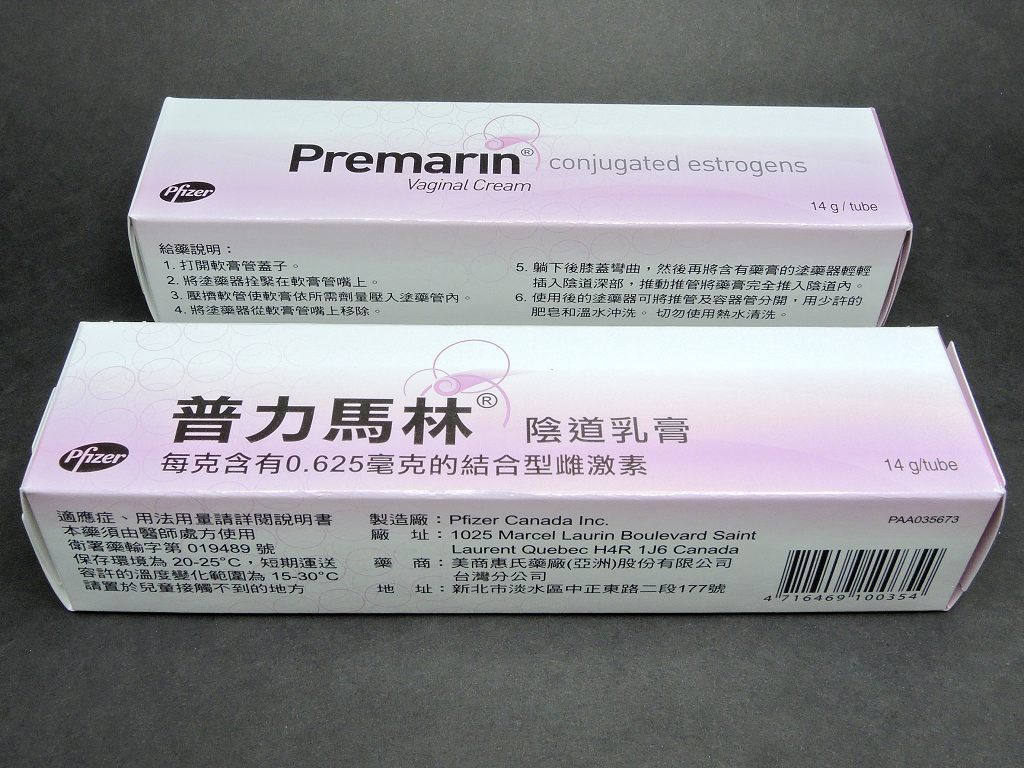 Premarin® conjugated estrogens
Vaginal Cream
Pfizer
14 g / tube
給藥說明：
1. 打開軟膏管蓋子。
2. 將塗藥器拴緊在軟膏管嘴上。
3. 壓擠軟管使軟膏依所需劑量壓入塗藥管內。
4. 將塗藥器從軟膏管嘴上移除。
5. 躺下後膝蓋彎曲，然後再將含有藥膏的塗藥器輕輕
插入陰道深部，推動推管將藥膏完全推入陰道內。
6. 使用後的塗藥器可將推管及容器管分開，用少許的
肥皂和溫水沖洗。切勿使用熱水清洗。
普力馬林® 陰道乳膏
Pfizer
每克含有0.625毫克的結合型雌激素
14 g/tube
適應症、用法用量請詳閱說明書
本藥須由醫師處方使用
衛署藥輸字第 019489 號
保存環境為 20-25°C，短期運送
容許的溫度變化範圍為 15-30°C
請置於兒童接觸不到的地方
製造廠：Pfizer Canada Inc.
廠 址：1025 Marcel Laurin Boulevard Saint
Laurent Quebec H4R 1J6 Canada
藥 商：美商惠氏藥廠(亞洲)股份有限公司
台灣分公司
地 址：新北市淡水區中正東路二段177號
PAA035673
4 716469 100354